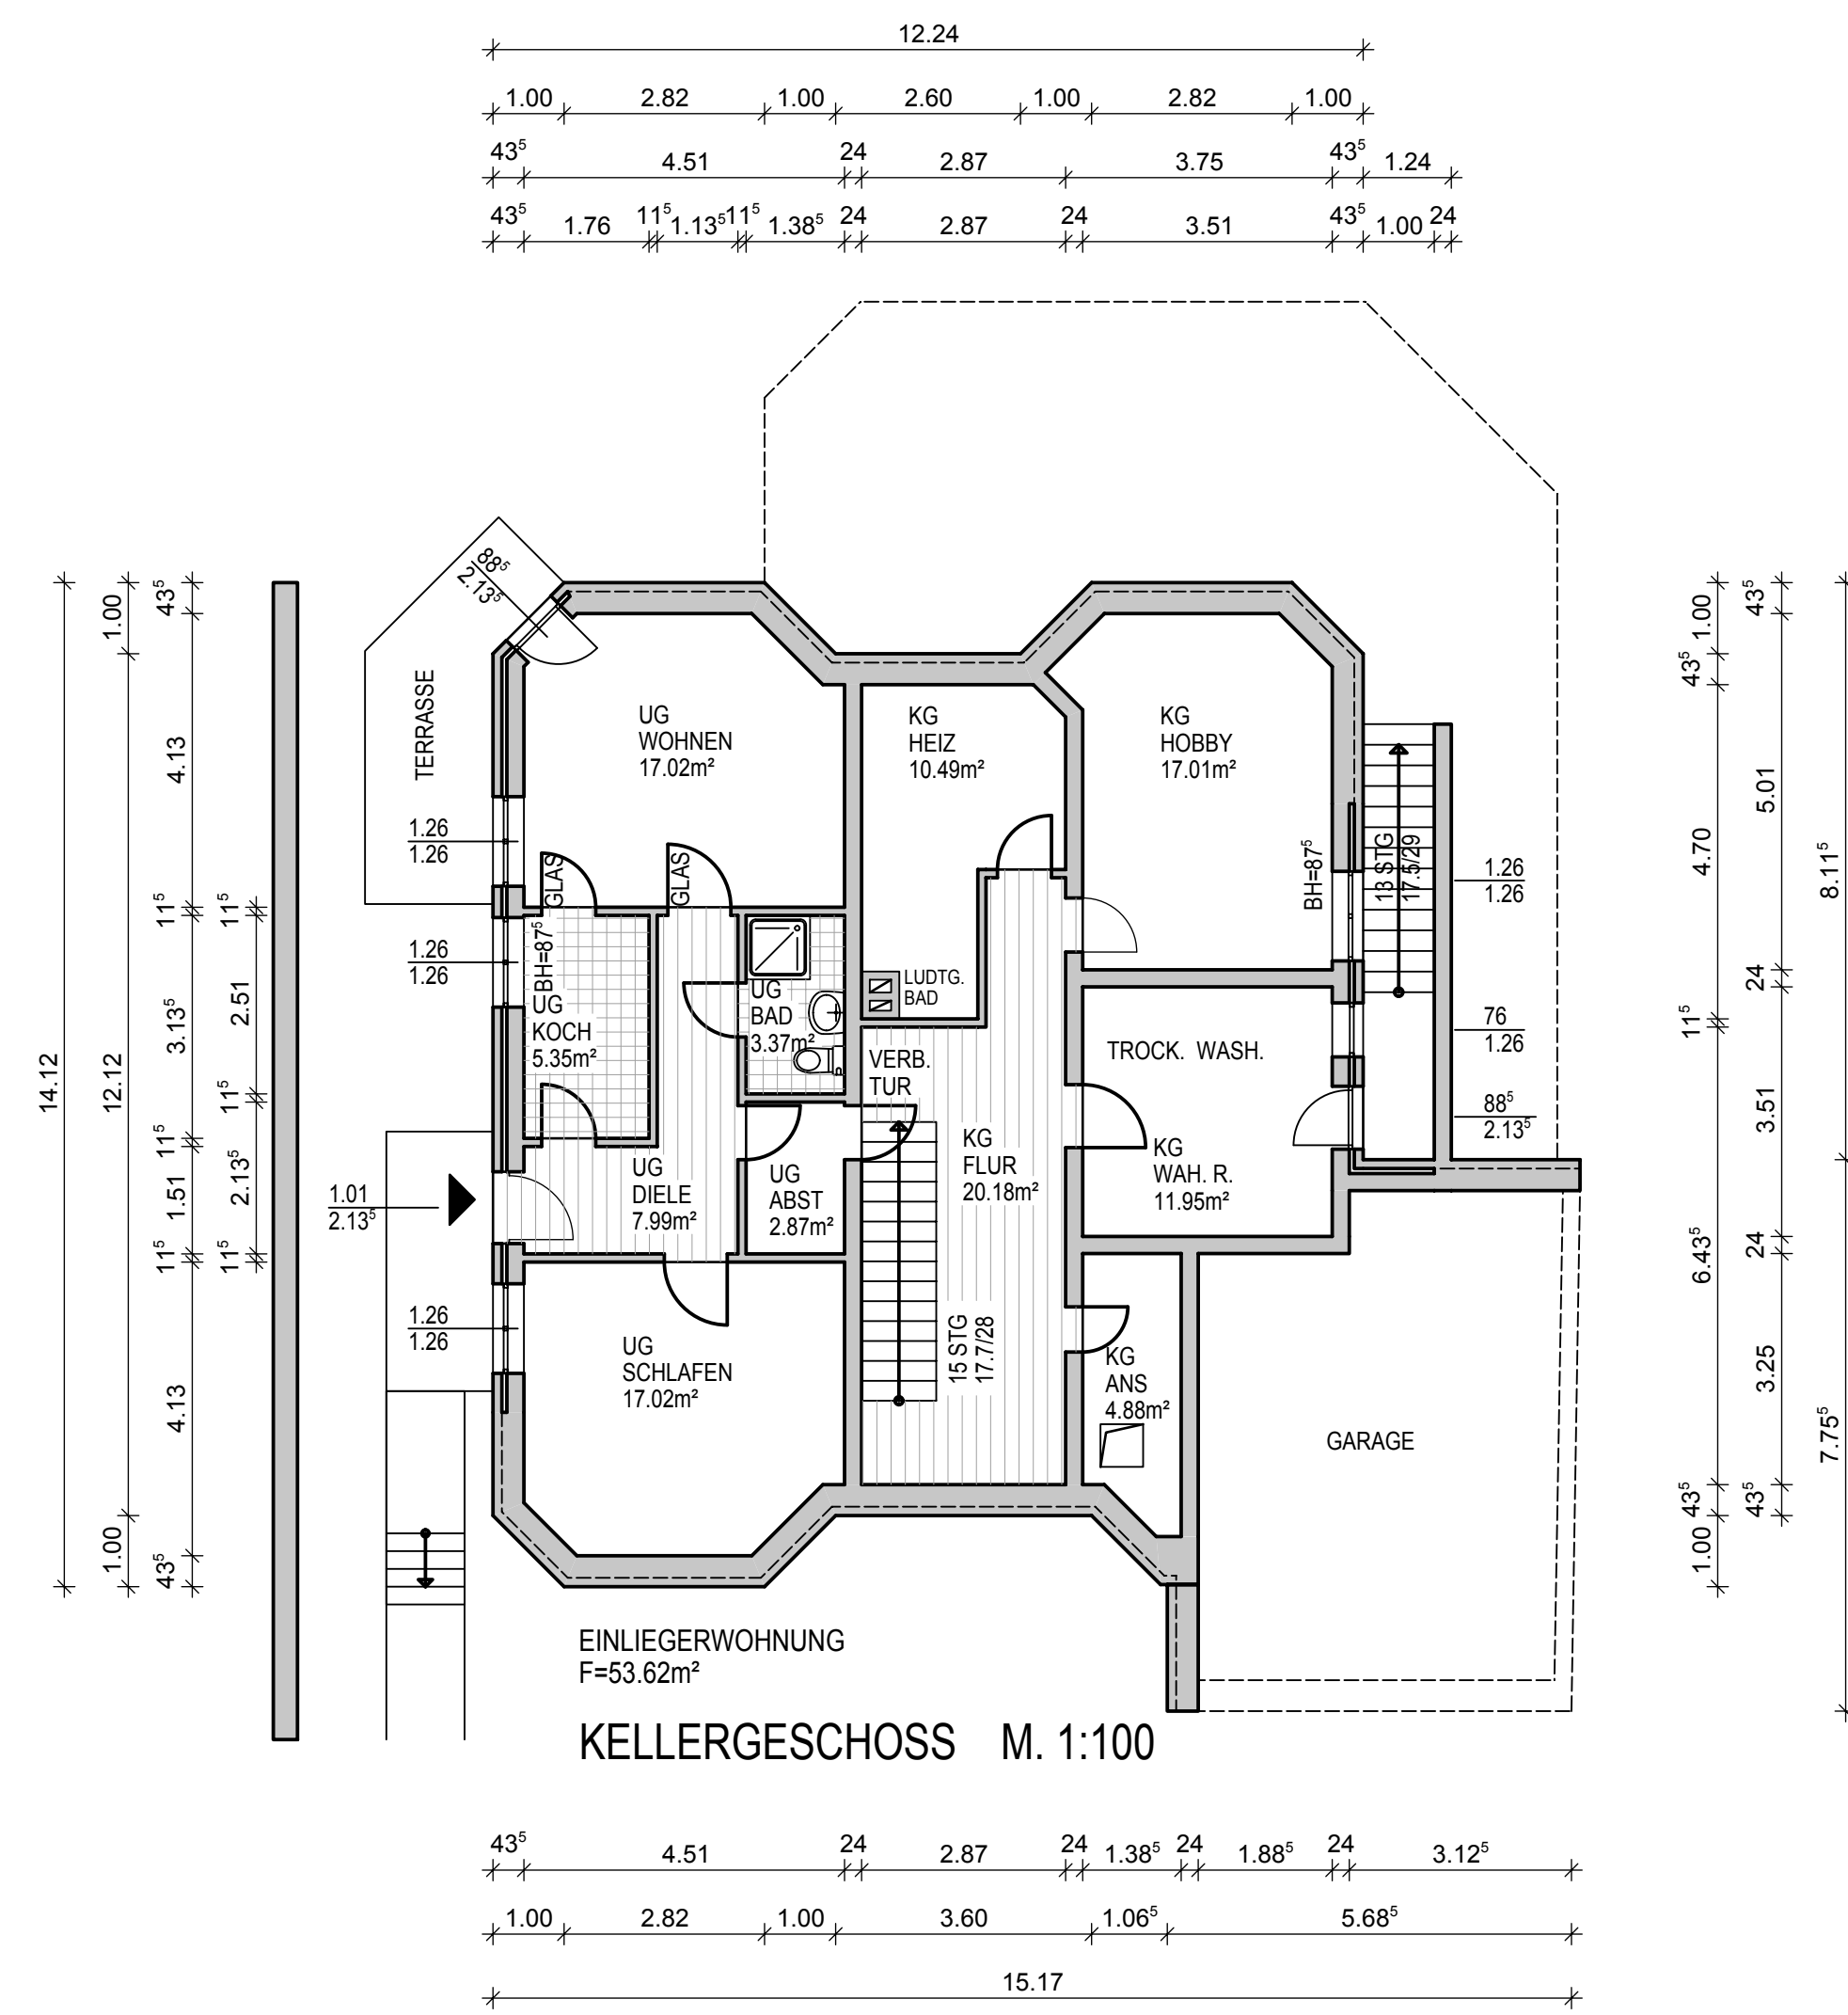 12.24
1.00 2.82 1.00 2.60 1.00 2.82 1.00
43⁵ 4.51 24 2.87 3.75 43⁵ 1.24
43⁵ 1.76 11⁵ 1.13⁵ 11⁵ 1.38⁵ 24 2.87 24 3.51 43⁵ 1.00 24
14.12
1.00 12.12 1.00
43⁵ 4.13 11⁵ 3.13⁵ 11⁵ 1.51 11⁵ 4.13 43⁵
11⁵ 2.51 11⁵ 2.13⁵ 11⁵
88⁵
2.13⁵
TERRASSE
1.26
1.26
1.26
1.26
1.01
2.13⁵
1.26
1.26
UG
WOHNEN
17.02m²
GLAS
GLAS
BH=87⁵
UG
KOCH
5.35m²
UG
BAD
3.37m²
UG
DIELE
7.99m²
UG
ABST
2.87m²
UG
SCHLAFEN
17.02m²
KG
HEIZ
10.49m²
LUDTG.
BAD
VERB.
TUR
KG
FLUR
20.18m²
15 STG
17.7/28
KG
HOBBY
17.01m²
BH=87⁵
13 STG
17.5/29
TROCK. WASH.
KG
WAH. R.
11.95m²
KG
ANS
4.88m²
GARAGE
1.26
1.26
76
1.26
88⁵
2.13⁵
1.00 43⁵ 4.70 11⁵ 6.43⁵ 43⁵ 1.00
43⁵ 5.01 24 3.51 24 3.25 43⁵
8.11⁵ 7.75⁵
EINLIEGERWOHNUNG
F=53.62m²
KELLERGESCHOSS M. 1:100
43⁵ 4.51 24 2.87 24 1.38⁵ 24 1.88⁵ 24 3.12⁵
1.00 2.82 1.00 3.60 1.06⁵ 5.68⁵
15.17